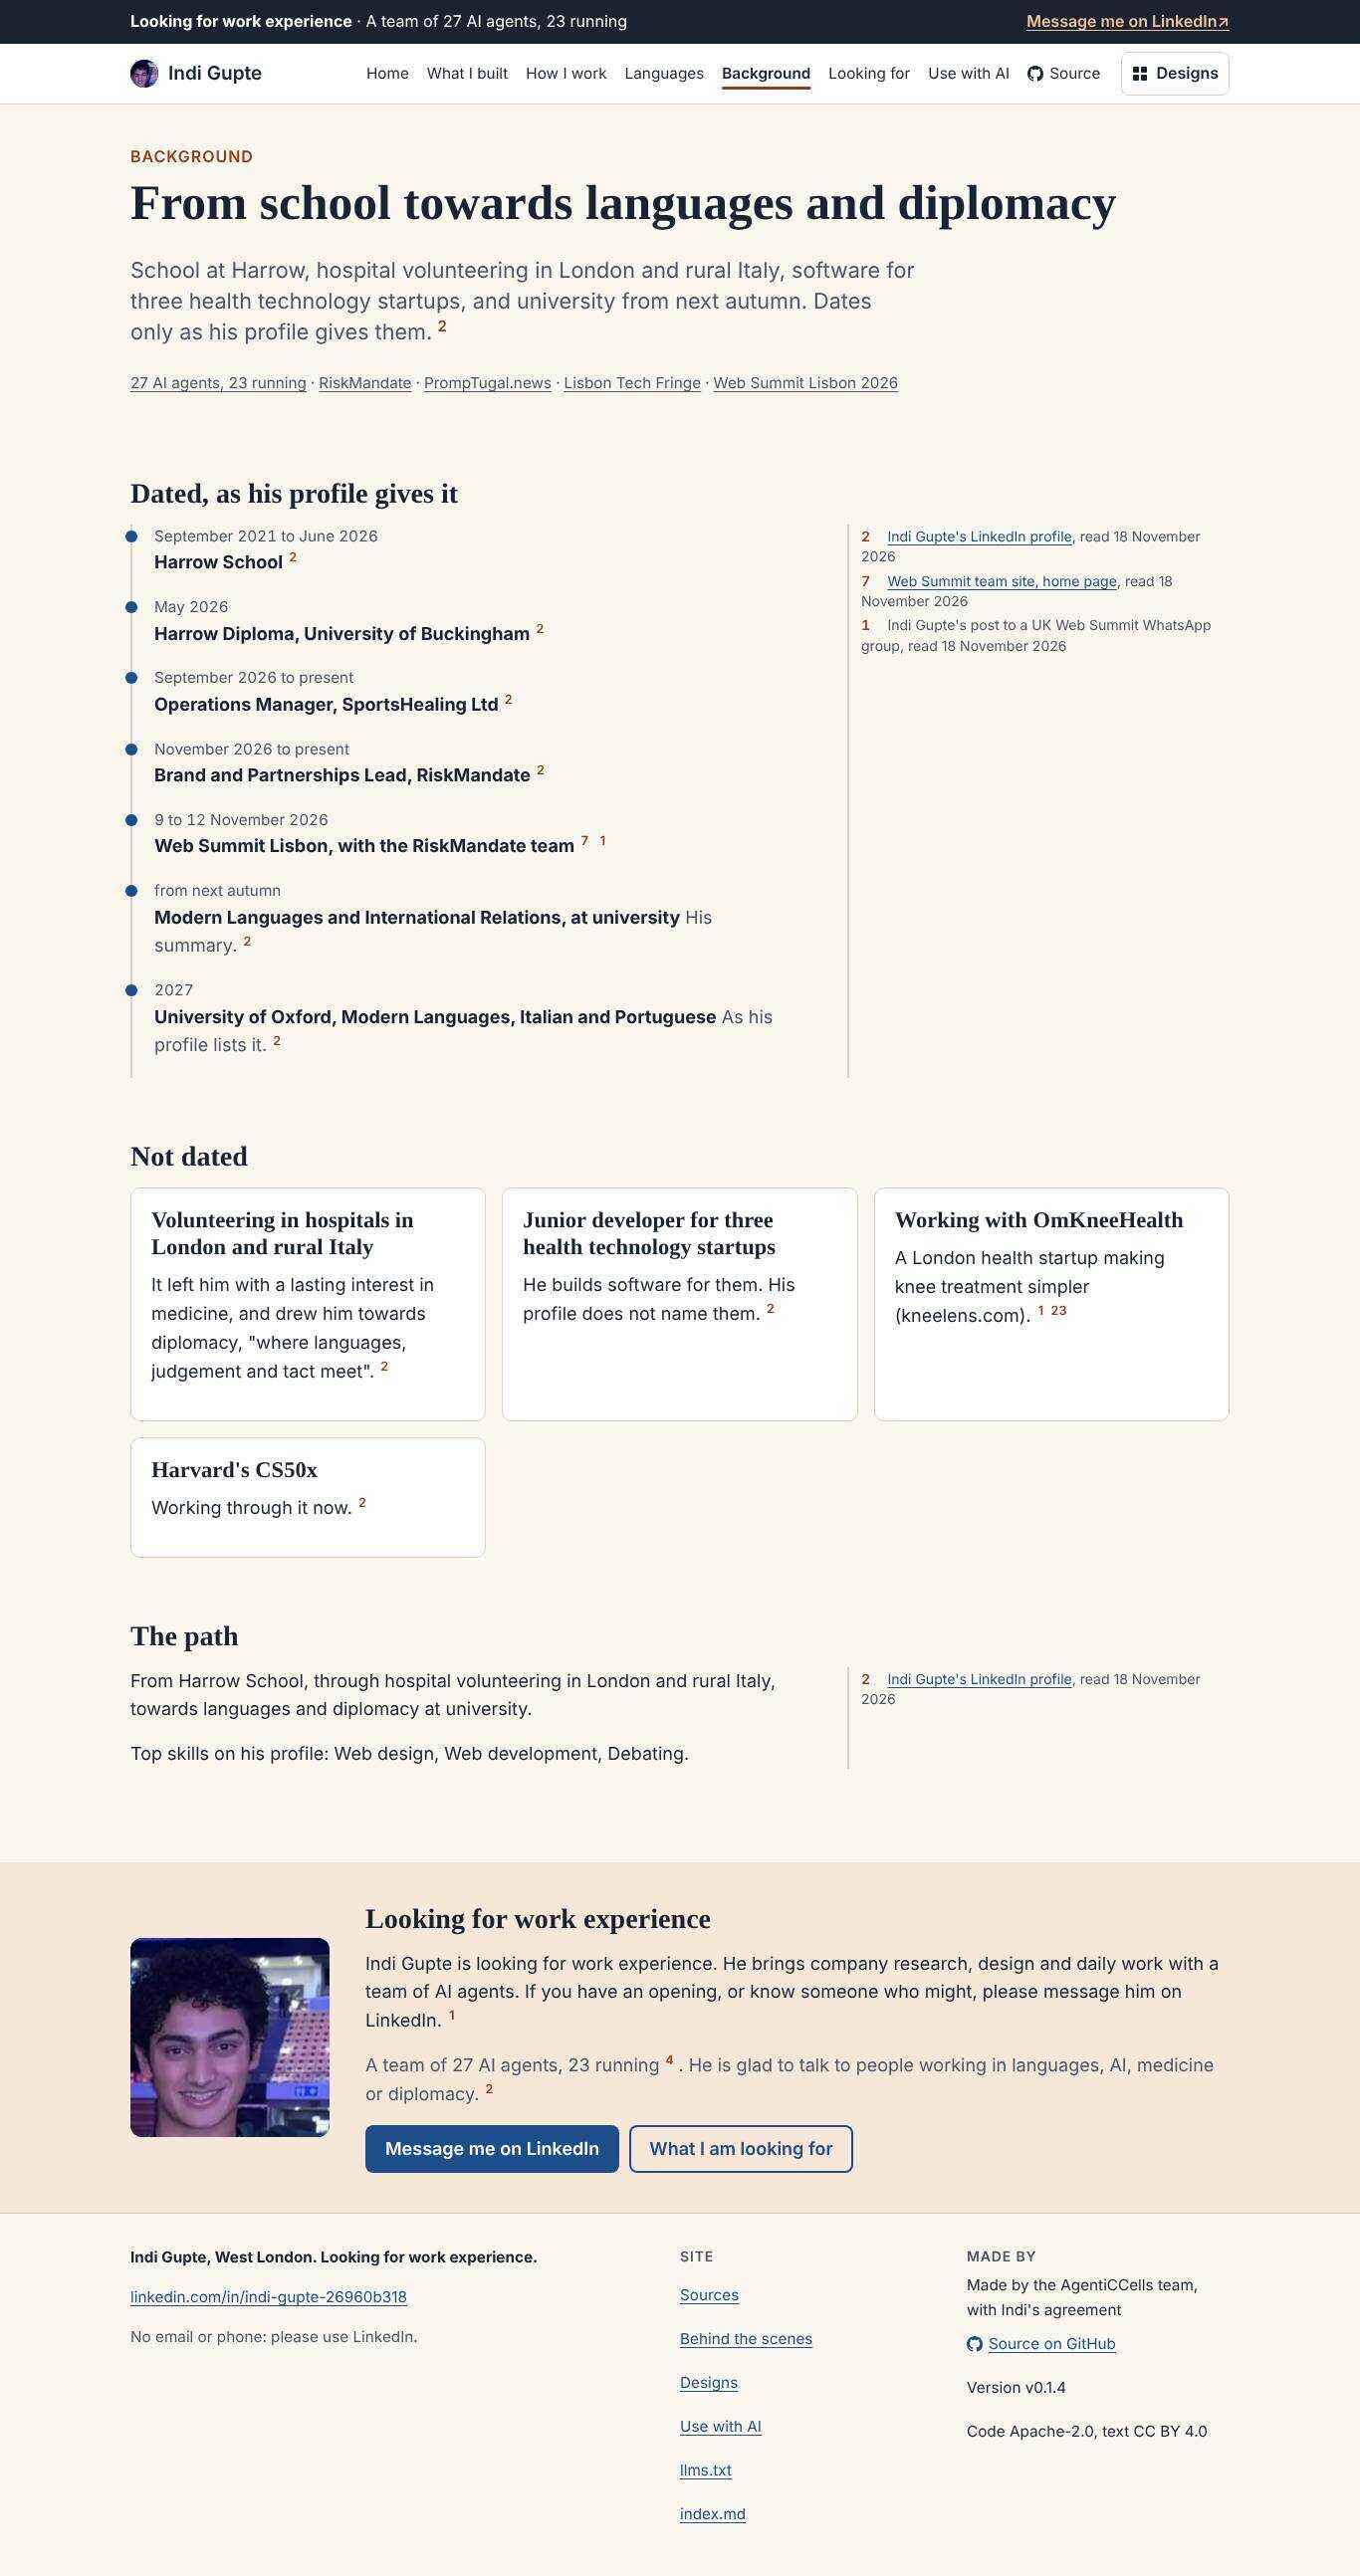 Looking for work experience · A team of 27 AI agents, 23 running
Message me on LinkedIn↗
Indi Gupte
Home
What I built
How I work
Languages
Background
Looking for
Use with AI
Source
Designs
BACKGROUND
From school towards languages and diplomacy
School at Harrow, hospital volunteering in London and rural Italy, software for
three health technology startups, and university from next autumn. Dates
only as his profile gives them. 2
27 AI agents, 23 running · RiskMandate · PrompTugal.news · Lisbon Tech Fringe · Web Summit Lisbon 2026
Dated, as his profile gives it
September 2021 to June 2026
Harrow School 2
May 2026
Harrow Diploma, University of Buckingham 2
September 2026 to present
Operations Manager, SportsHealing Ltd 2
November 2026 to present
Brand and Partnerships Lead, RiskMandate 2
9 to 12 November 2026
Web Summit Lisbon, with the RiskMandate team 7 1
from next autumn
Modern Languages and International Relations, at university His
summary. 2
2027
University of Oxford, Modern Languages, Italian and Portuguese As his
profile lists it. 2
2 Indi Gupte's LinkedIn profile, read 18 November
2026
7 Web Summit team site, home page, read 18
November 2026
1 Indi Gupte's post to a UK Web Summit WhatsApp
group, read 18 November 2026
Not dated
Volunteering in hospitals in
London and rural Italy
It left him with a lasting interest in
medicine, and drew him towards
diplomacy, "where languages,
judgement and tact meet". 2
Junior developer for three
health technology startups
He builds software for them. His
profile does not name them. 2
Working with OmKneeHealth
A London health startup making
knee treatment simpler
(kneelens.com). 1 23
Harvard's CS50x
Working through it now. 2
The path
From Harrow School, through hospital volunteering in London and rural Italy,
towards languages and diplomacy at university.
Top skills on his profile: Web design, Web development, Debating.
2 Indi Gupte's LinkedIn profile, read 18 November
2026
Looking for work experience
Indi Gupte is looking for work experience. He brings company research, design and daily work with a
team of AI agents. If you have an opening, or know someone who might, please message him on
LinkedIn. 1
A team of 27 AI agents, 23 running 4 . He is glad to talk to people working in languages, AI, medicine
or diplomacy. 2
Message me on LinkedIn
What I am looking for
Indi Gupte, West London. Looking for work experience.
linkedin.com/in/indi-gupte-26960b318
No email or phone: please use LinkedIn.
SITE
Sources
Behind the scenes
Designs
Use with AI
llms.txt
index.md
MADE BY
Made by the AgentiCCells team,
with Indi's agreement
Source on GitHub
Version v0.1.4
Code Apache-2.0, text CC BY 4.0